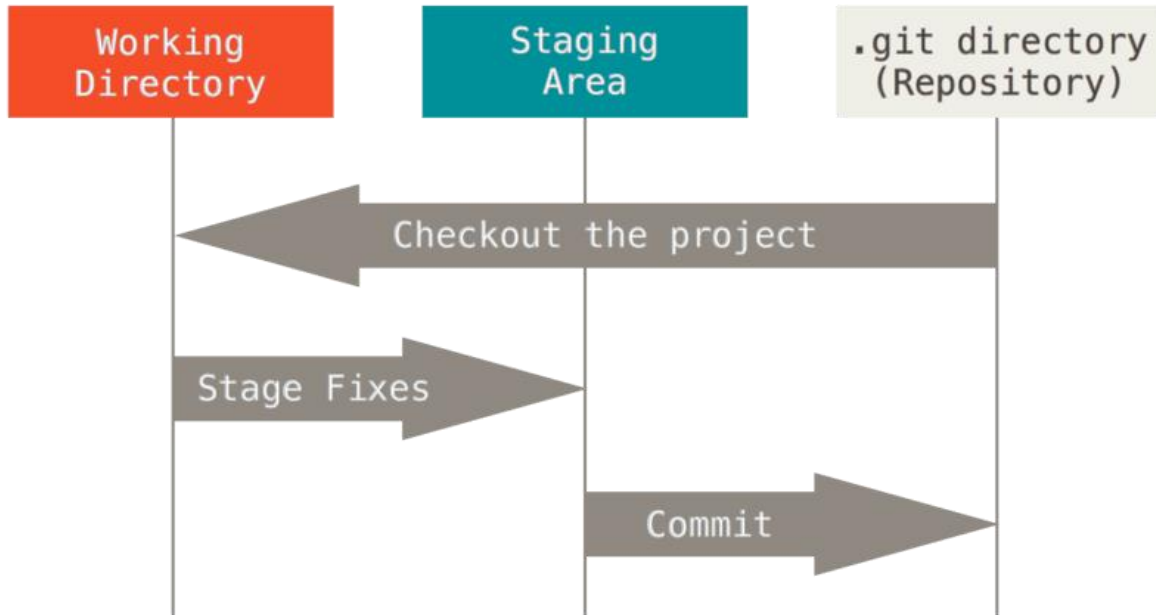 Working
Directory
Staging
Area
.git directory
(Repository)
Checkout the project
Stage Fixes
Commit